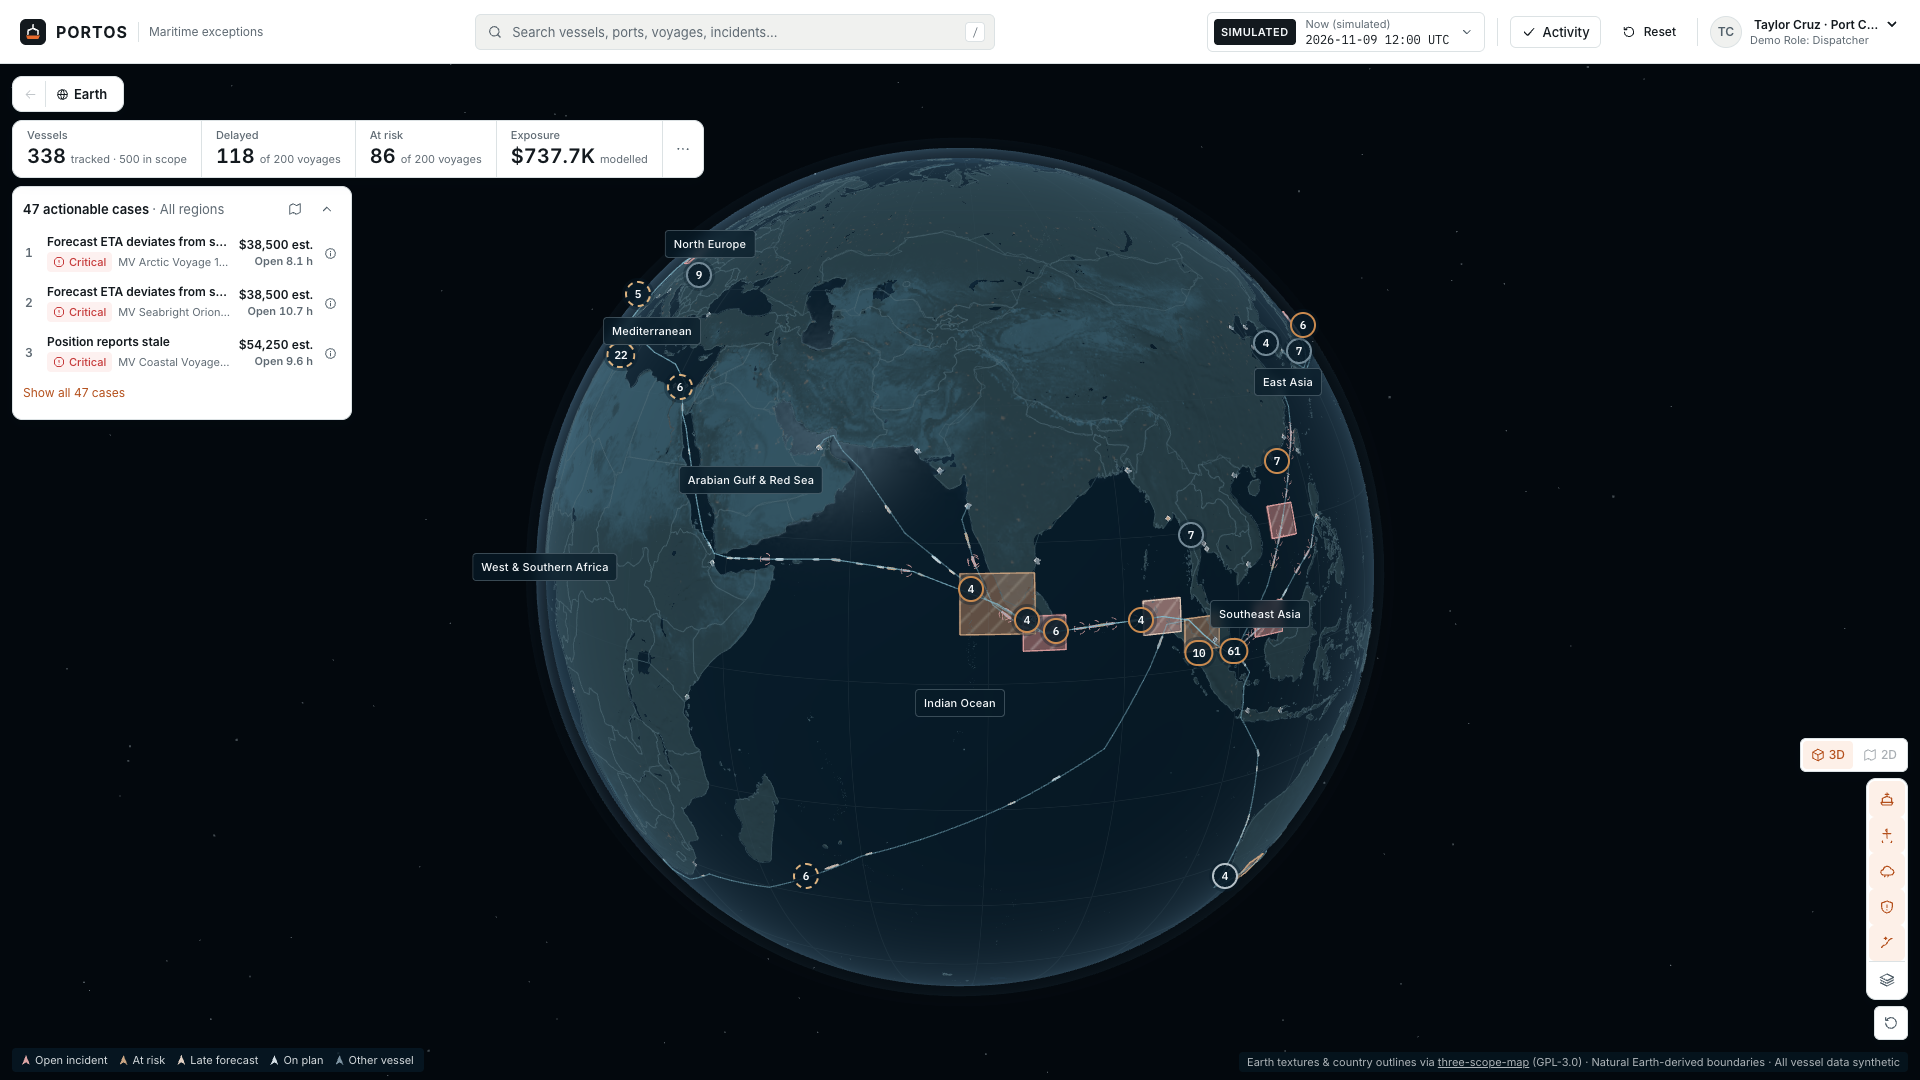 PORTOS
Maritime exceptions
Search vessels, ports, voyages, incidents...
/
SIMULATED
Now (simulated)
2026-11-09 12:00 UTC
Activity
Reset
TC
Taylor Cruz · Port C...
Demo Role: Dispatcher
Earth
Vessels
338 tracked · 500 in scope
Delayed
118 of 200 voyages
At risk
86 of 200 voyages
Exposure
$737.7K modelled
...
47 actionable cases · All regions
1
Forecast ETA deviates from s...
$38,500 est.
Critical
MV Arctic Voyage 1...
Open 8.1 h
2
Forecast ETA deviates from s...
$38,500 est.
Critical
MV Seabright Orion...
Open 10.7 h
3
Position reports stale
$54,250 est.
Critical
MV Coastal Voyage...
Open 9.6 h
Show all 47 cases
North Europe
9
5
Mediterranean
22
6
6
4
7
East Asia
7
Arabian Gulf & Red Sea
7
West & Southern Africa
4
4
6
4
Southeast Asia
10
61
Indian Ocean
6
4
3D
2D
Open incident
At risk
Late forecast
On plan
Other vessel
Earth textures & country outlines via three-scope-map (GPL-3.0) · Natural Earth-derived boundaries · All vessel data synthetic